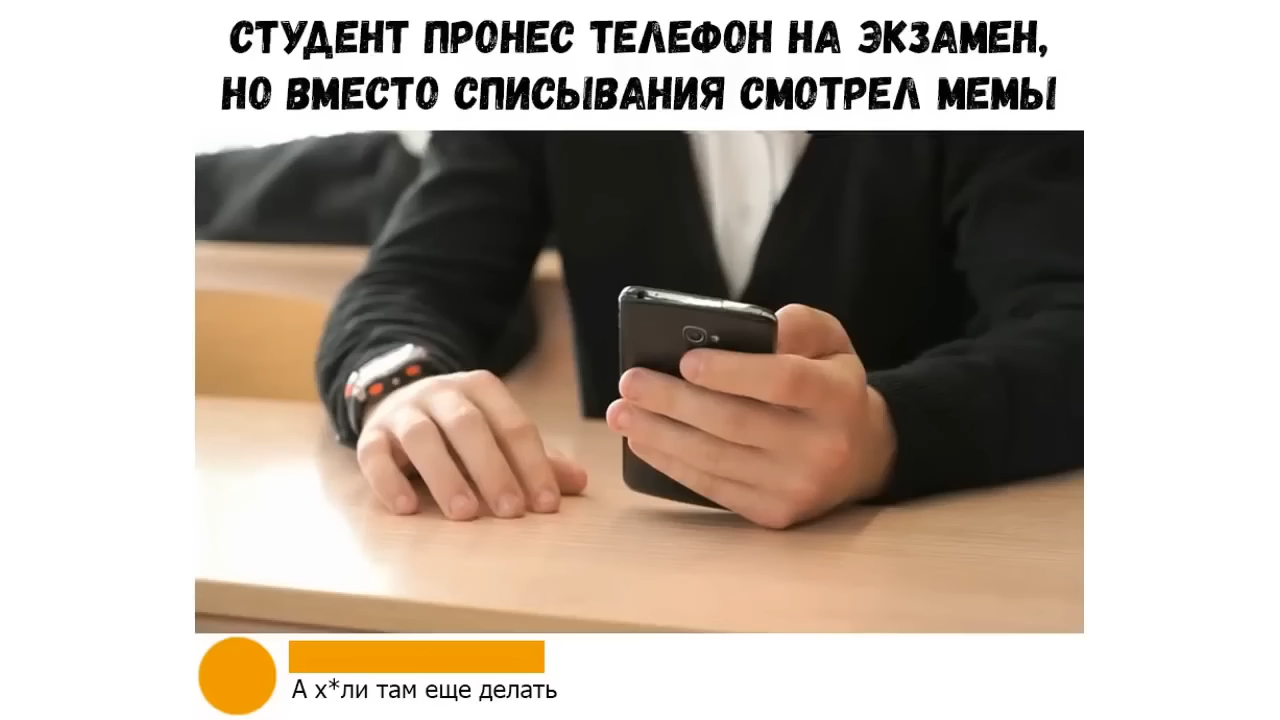 СТУДЕНТ ПРОНЕС ТЕЛЕФОН НА ЭКЗАМЕН,
НО ВМЕСТО СПИСЫВАНИЯ СМОТРЕЛ МЕМЫ
А х*ли там еще делать